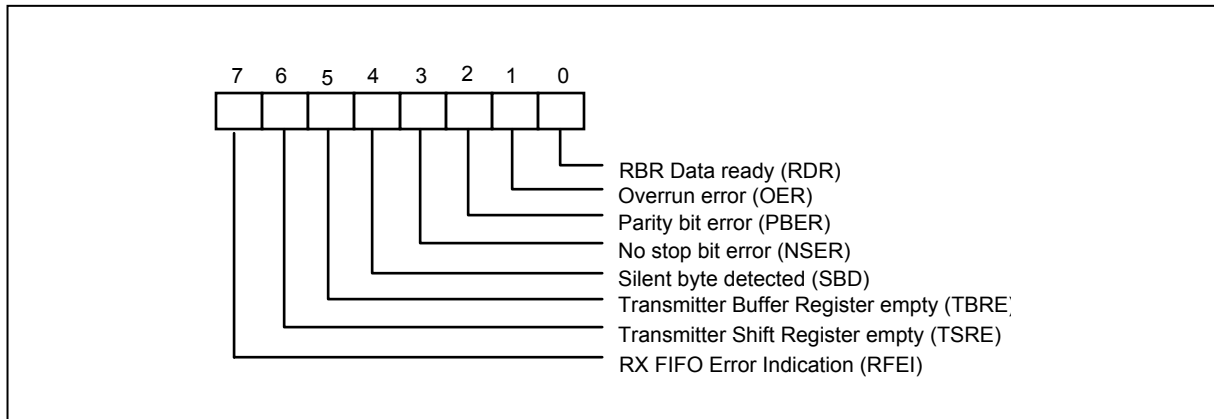 7 6 5 4 3 2 1 0
RBR Data ready (RDR)
Overrun error (OER)
Parity bit error (PBER)
No stop bit error (NSER)
Silent byte detected (SBD)
Transmitter Buffer Register empty (TBRE)
Transmitter Shift Register empty (TSRE)
RX FIFO Error Indication (RFEI)